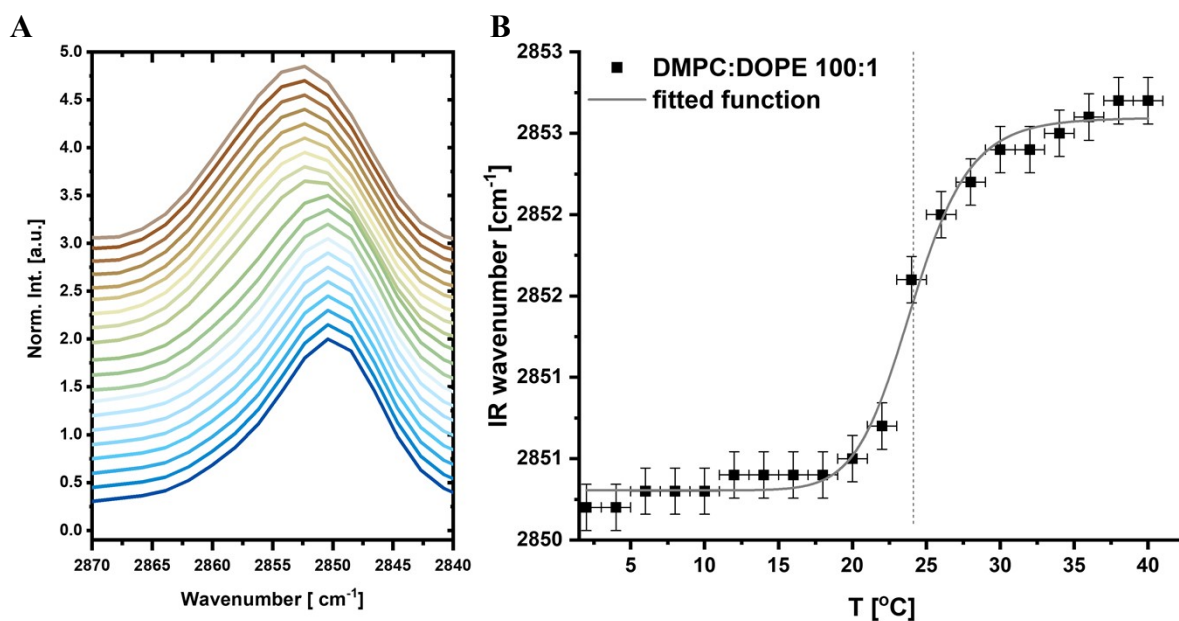 A
B
5.0
4.5
4.0
3.5
3.0
2.5
2.0
1.5
1.0
0.5
0.0
Norm. Int. [a.u.]
2870 2865 2860 2855 2850 2845 2840
Wavenumber [ cm⁻¹]
2853
2853
2852
2852
2851
2851
2850
IR wavenumber [cm⁻¹]
DMPC:DOPE 100:1
fitted function
5 10 15 20 25 30 35 40
T [ºC]